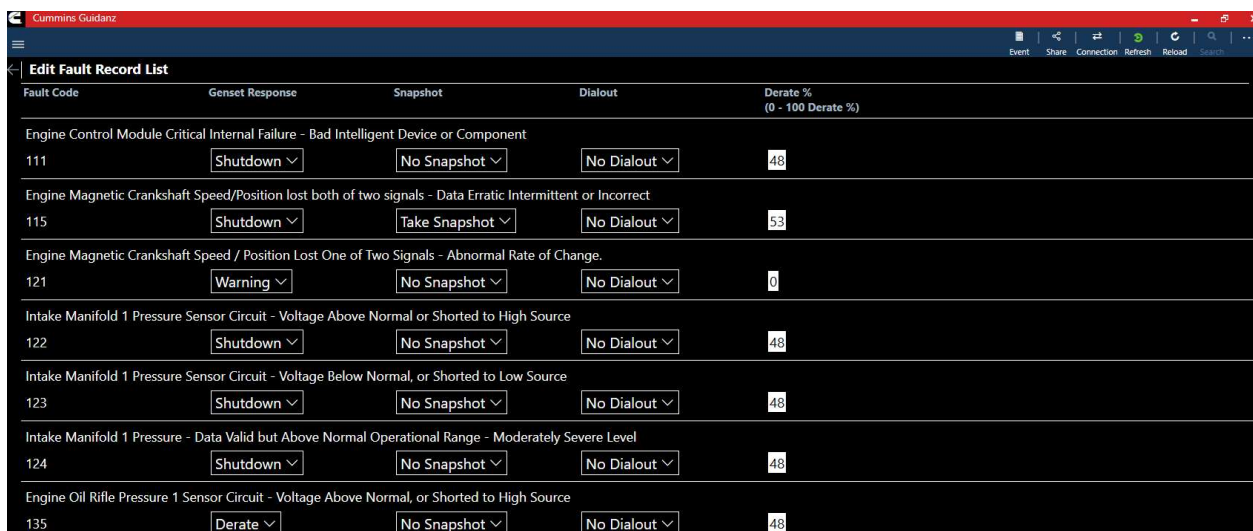 Cummins Guidanz
Event Share Connection Refresh Reload Search
Edit Fault Record List
Fault Code Genset Response Snapshot Dialout Derate %
(0 - 100 Derate %)
Engine Control Module Critical Internal Failure - Bad Intelligent Device or Component
111 Shutdown No Snapshot No Dialout 48
Engine Magnetic Crankshaft Speed/Position lost both of two signals - Data Erratic Intermittent or Incorrect
115 Shutdown Take Snapshot No Dialout 53
Engine Magnetic Crankshaft Speed / Position Lost One of Two Signals - Abnormal Rate of Change.
121 Warning No Snapshot No Dialout 0
Intake Manifold 1 Pressure Sensor Circuit - Voltage Above Normal or Shorted to High Source
122 Shutdown No Snapshot No Dialout 48
Intake Manifold 1 Pressure Sensor Circuit - Voltage Below Normal, or Shorted to Low Source
123 Shutdown No Snapshot No Dialout 48
Intake Manifold 1 Pressure - Data Valid but Above Normal Operational Range - Moderately Severe Level
124 Shutdown No Snapshot No Dialout 48
Engine Oil Rifle Pressure 1 Sensor Circuit - Voltage Above Normal, or Shorted to High Source
135 Derate No Snapshot No Dialout 48